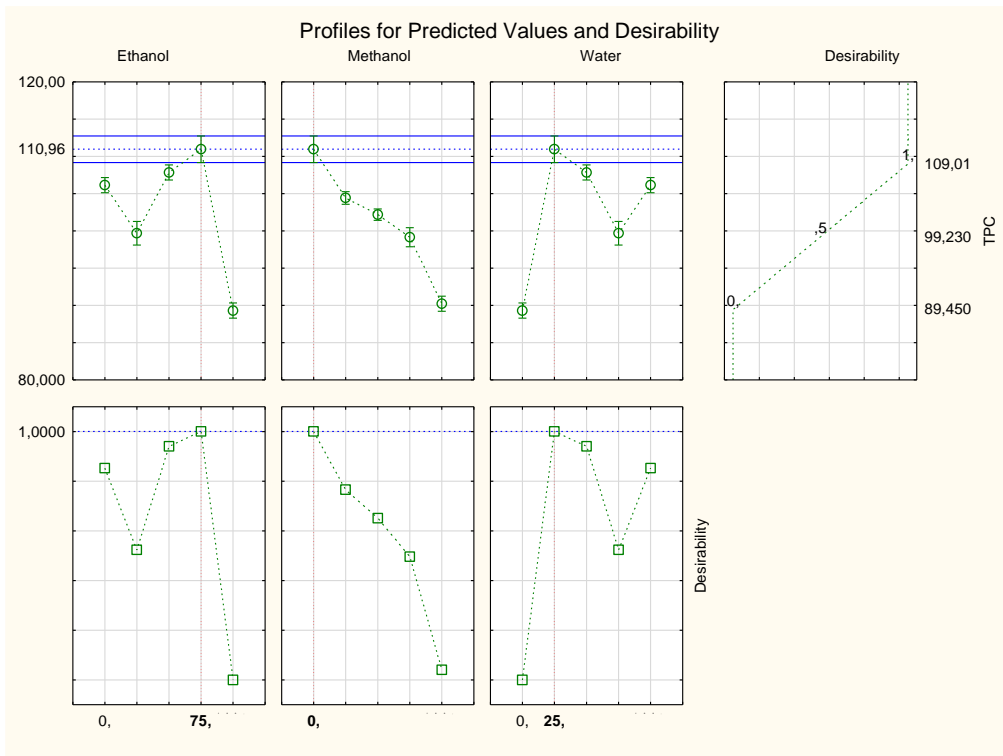 Profiles for Predicted Values and Desirability
Ethanol Methanol Water Desirability
120,00
110,96
1,
109,01
,5
99,230
TPC
0,
89,450
80,000
1,0000
Desirability
0, 75, 0, 0, 25,